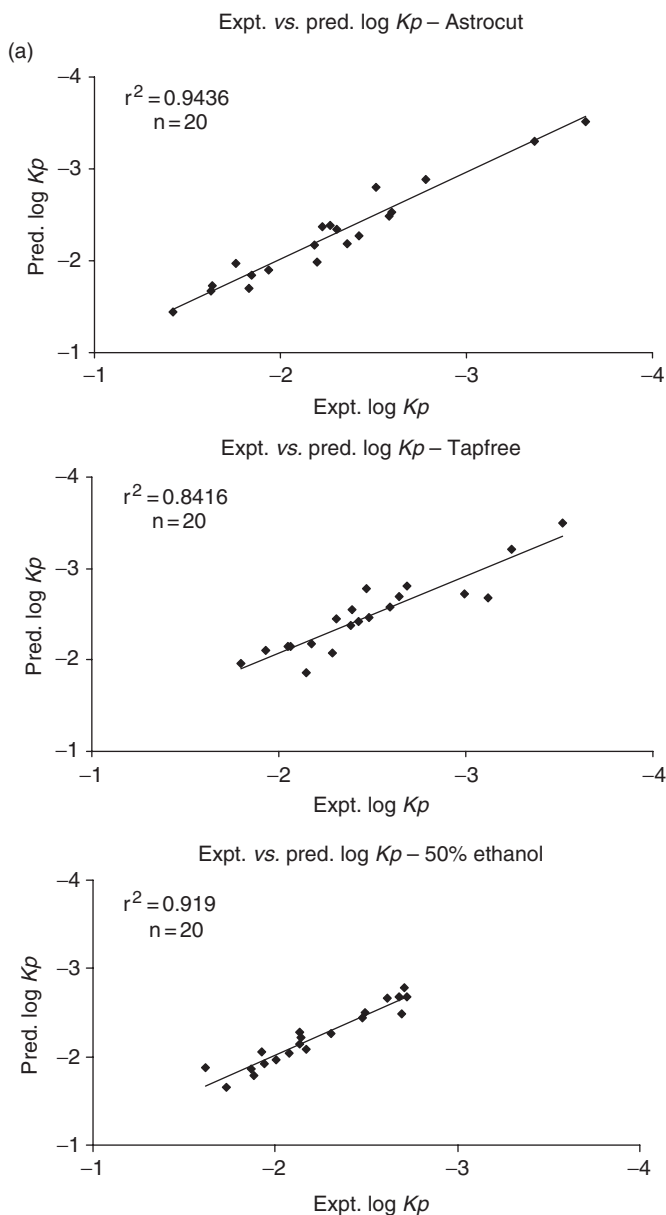 Expt. vs. pred. log Kp – Astrocut
(a)
–4
r² = 0.9436
n = 20
–3
Pred. log Kp
–2
–1
–1 –2 –3 –4
Expt. log Kp
Expt. vs. pred. log Kp – Tapfree
–4
r² = 0.8416
n = 20
–3
Pred. log Kp
–2
–1
–1 –2 –3 –4
Expt. log Kp
Expt. vs. pred. log Kp – 50% ethanol
–4
r² = 0.919
n = 20
–3
Pred. log Kp
–2
–1
–1 –2 –3 –4
Expt. log Kp